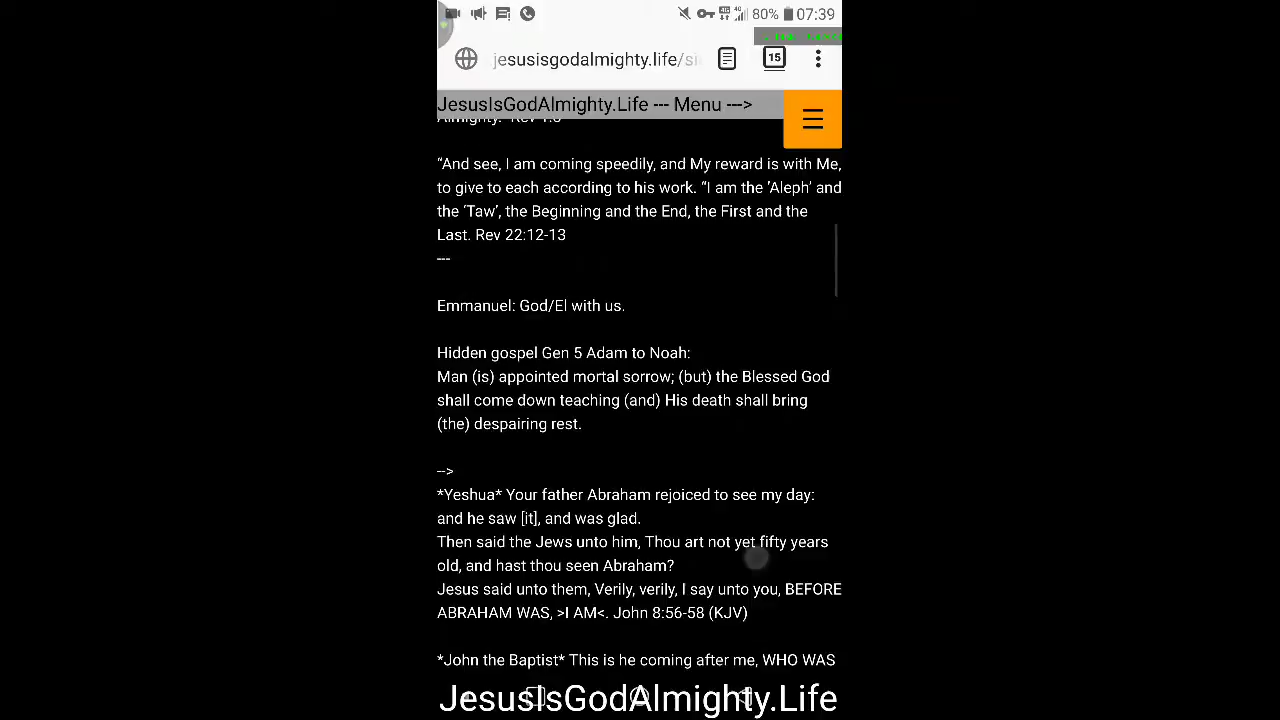 80% 07:39
jesusisgodalmighty.life/si
15
JesusIsGodAlmighty.Life --- Menu --->
Almighty." Rev 1:8
“And see, I am coming speedily, and My reward is with Me,
to give to each according to his work. “I am the ‘Aleph’ and
the ‘Taw’, the Beginning and the End, the First and the
Last. Rev 22:12-13
---
Emmanuel: God/El with us.
Hidden gospel Gen 5 Adam to Noah:
Man (is) appointed mortal sorrow; (but) the Blessed God
shall come down teaching (and) His death shall bring
(the) despairing rest.
-->
*Yeshua* Your father Abraham rejoiced to see my day:
and he saw [it], and was glad.
Then said the Jews unto him, Thou art not yet fifty years
old, and hast thou seen Abraham?
Jesus said unto them, Verily, verily, I say unto you, BEFORE
ABRAHAM WAS, >I AM<. John 8:56-58 (KJV)
*John the Baptist* This is he coming after me, WHO WAS
JesusIsGodAlmighty.Life